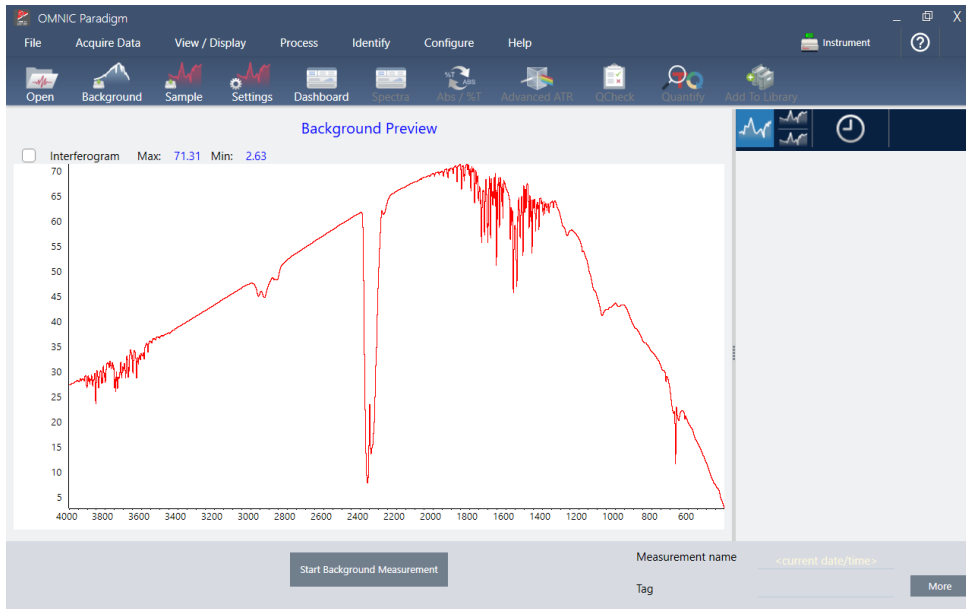 OMNIC Paradigm
File Acquire Data View / Display Process Identify Configure Help Instrument
Open Background Sample Settings Dashboard Spectra Abs / %T Advanced ATR QCheck Quantify Add To Library
%T ABS
Background Preview
Interferogram Max: 71.31 Min: 2.63
70
65
60
55
50
45
40
35
30
25
20
15
10
5
4000 3800 3600 3400 3200 3000 2800 2600 2400 2200 2000 1800 1600 1400 1200 1000 800 600
Start Background Measurement
Measurement name <current date/time>
Tag
More